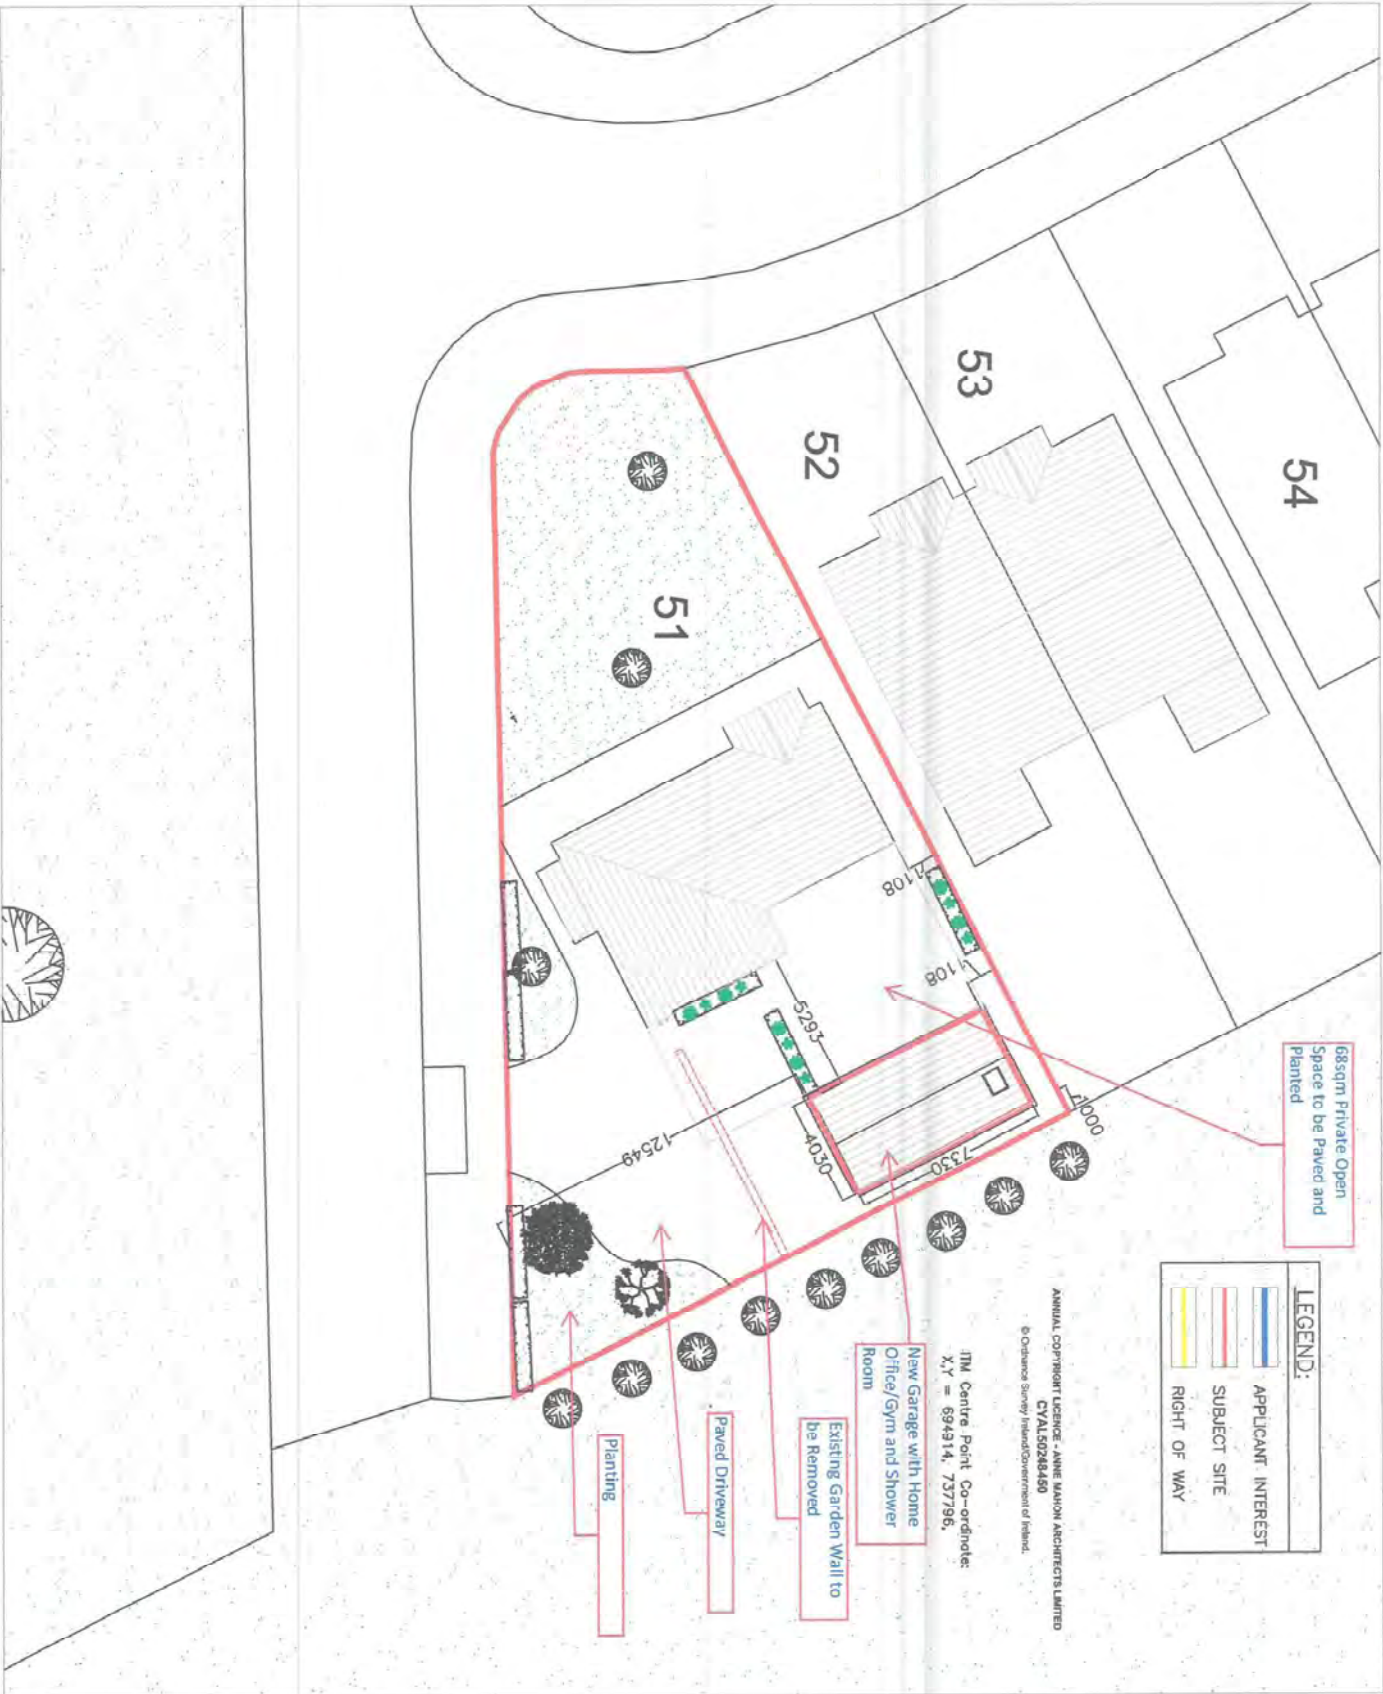 68sqm Private Open
Space to be Paved and
Planted
LEGEND:
APPLICANT INTEREST
SUBJECT SITE
RIGHT OF WAY
ANNUAL COPYRIGHT LICENCE - ANNE MAHON ARCHITECTS LIMITED
CYAL50248450
© Ordnance Survey Ireland/Government of Ireland.
ITM Centre Point Co-ordinate:
X,Y = 694914, 737796,
New Garage with Home
Office/Gym and Shower
Room
Existing Garden Wall to
be Removed
Paved Driveway
Planting
54
53
52
51
1108
1108
5293
1000
7330
4030
12549